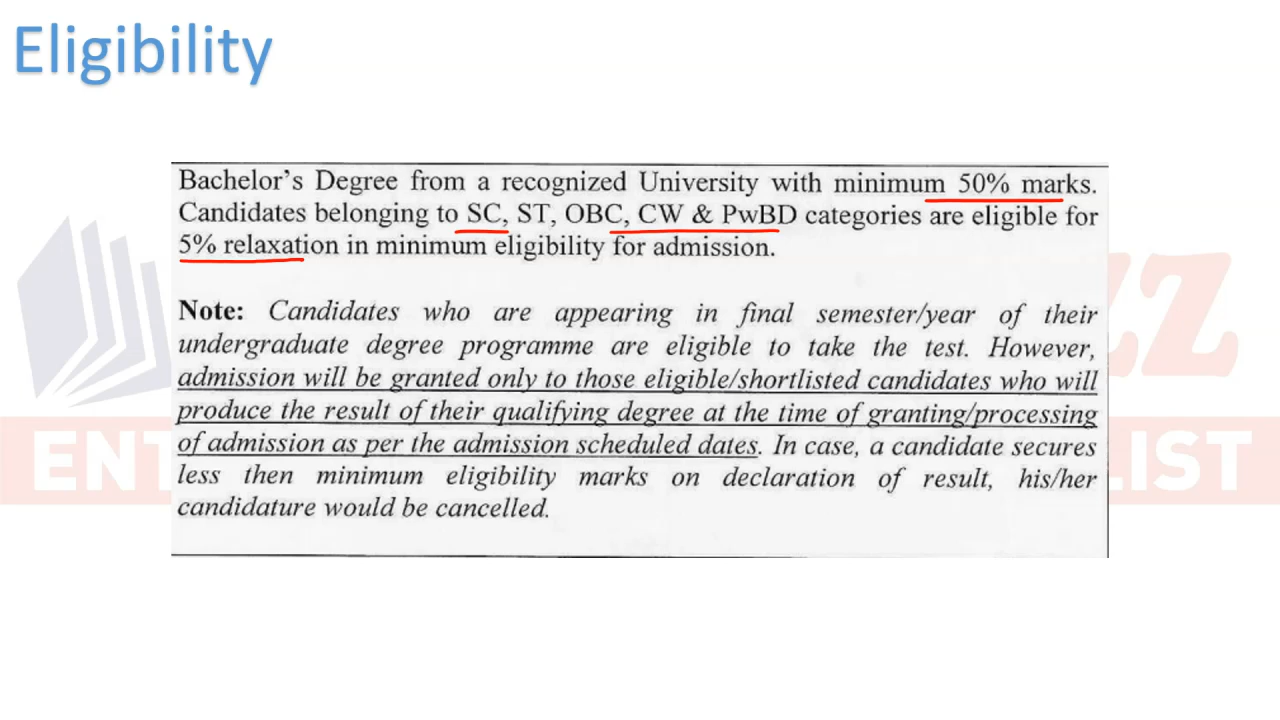 Eligibility
Bachelor's Degree from a recognized University with minimum 50% marks.
Candidates belonging to SC, ST, OBC, CW & PwBD categories are eligible for
5% relaxation in minimum eligibility for admission.
Note: Candidates who are appearing in final semester/year of their
undergraduate degree programme are eligible to take the test. However,
admission will be granted only to those eligible/shortlisted candidates who will
produce the result of their qualifying degree at the time of granting/processing
of admission as per the admission scheduled dates. In case, a candidate secures
less then minimum eligibility marks on declaration of result, his/her
candidature would be cancelled.